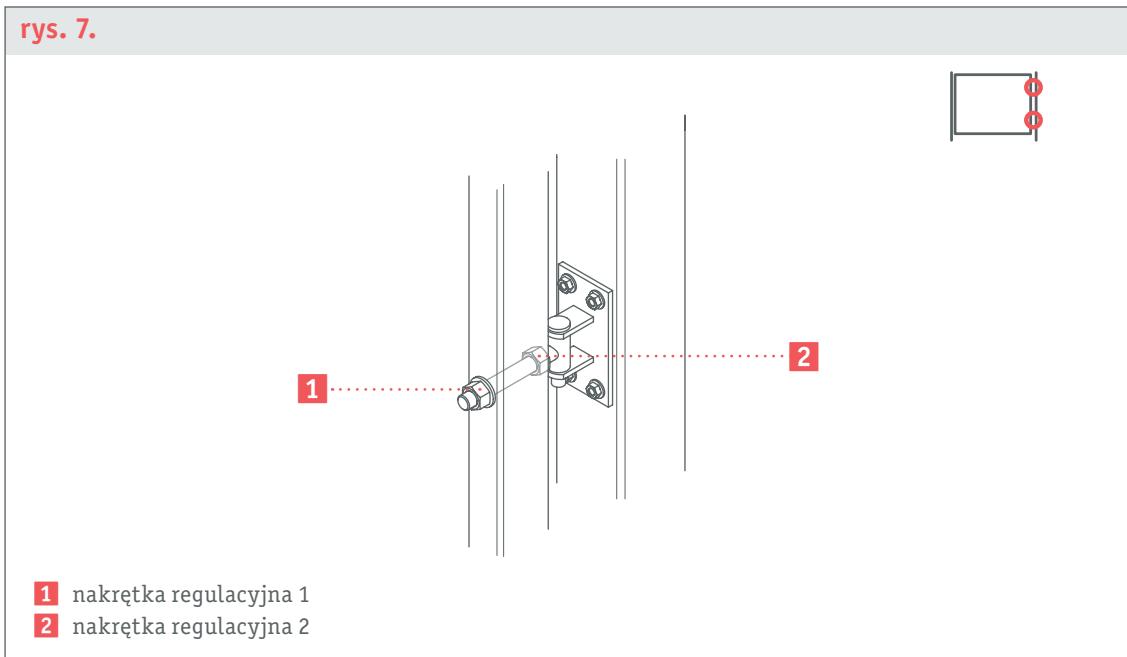 rys. 7.
1
2
1 nakrętka regulacyjna 1
2 nakrętka regulacyjna 2